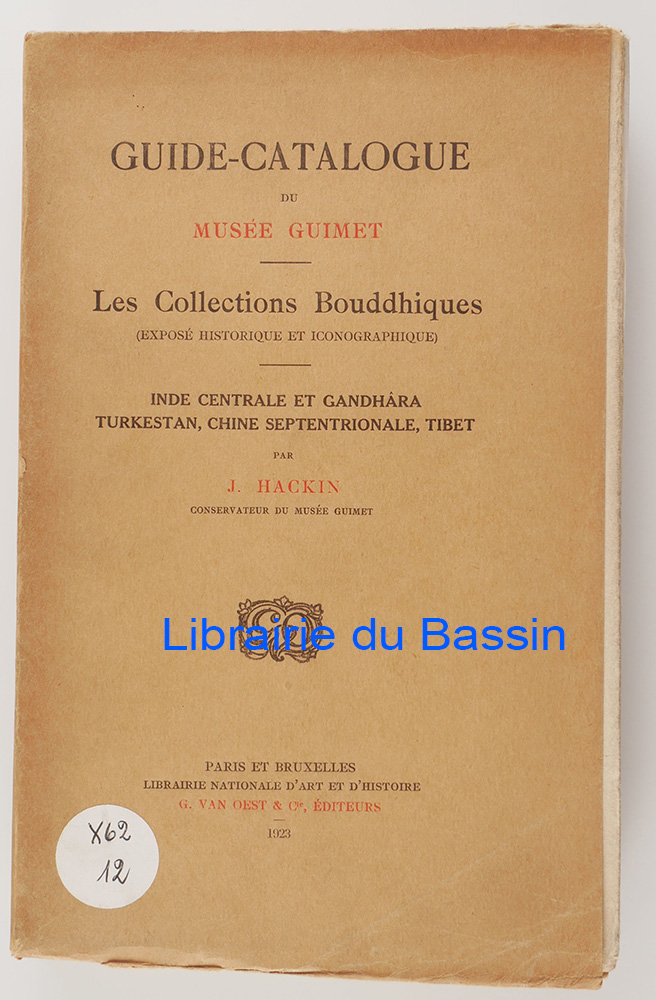 GUIDE-CATALOGUE
DU
MUSÉE GUIMET
Les Collections Bouddhiques
(EXPOSÉ HISTORIQUE ET ICONOGRAPHIQUE)
INDE CENTRALE ET GANDHÂRA
TURKESTAN, CHINE SEPTENTRIONALE, TIBET
PAR
J. HACKIN
CONSERVATEUR DU MUSÉE GUIMET
Librairie du Bassin
PARIS ET BRUXELLES
LIBRAIRIE NATIONALE D'ART ET D'HISTOIRE
G. VAN OEST & Cie, ÉDITEURS
1923
X62
12